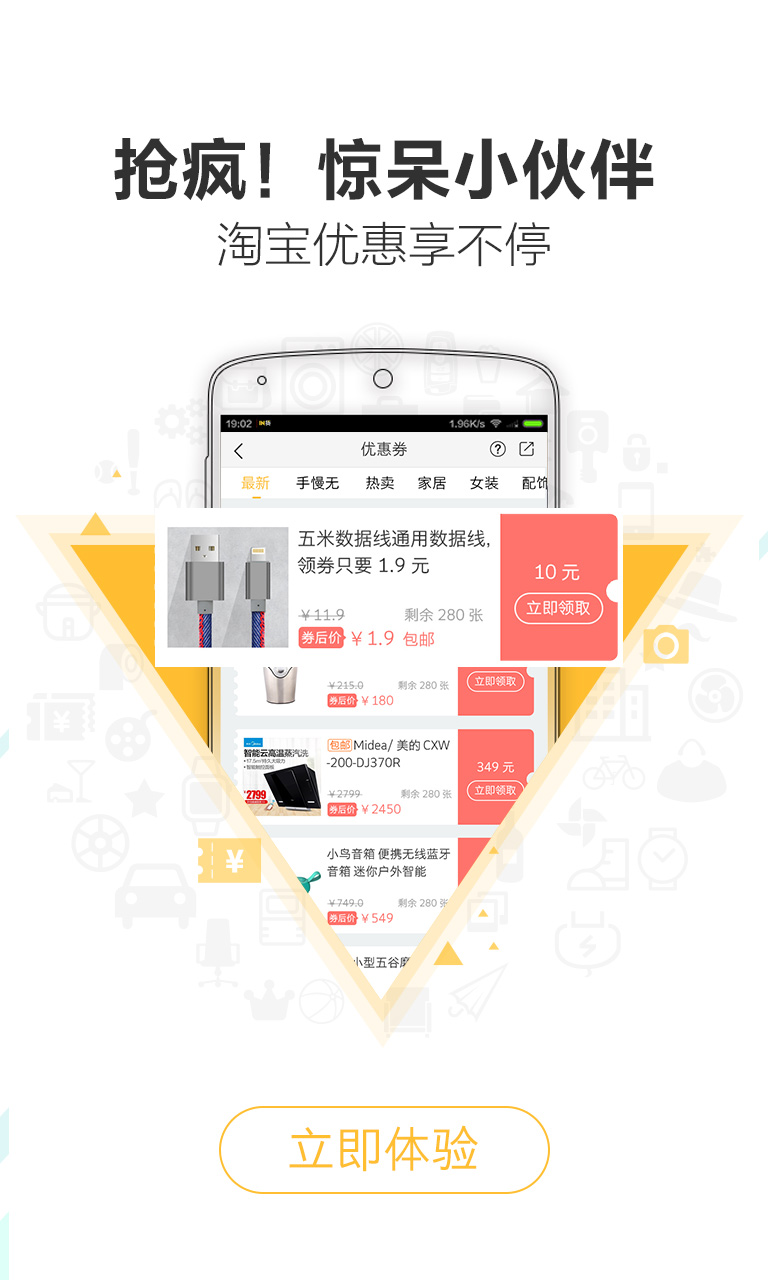 抢疯！惊呆小伙伴
淘宝优惠享不停
19:02
1.96K/s
优惠券
最新 手慢无 热卖 家居 女装 配饰
五米数据线通用数据线,
领券只要 1.9 元
￥11.9 剩余 280 张
券后价 ￥1.9 包邮
10 元
立即领取
￥215.0 剩余 280 张
券后价 ￥180
立即领取
智能云高温蒸汽洗
￥2799
包邮 Midea/ 美的 CXW
-200-DJ370R
￥2799 剩余 280 张
券后价 ￥2450
349 元
立即领取
小鸟音箱 便携无线蓝牙
音箱 迷你户外智能
￥749.0 剩余 280 张
券后价 ￥549
小型五谷磨
¥
¥
立即体验